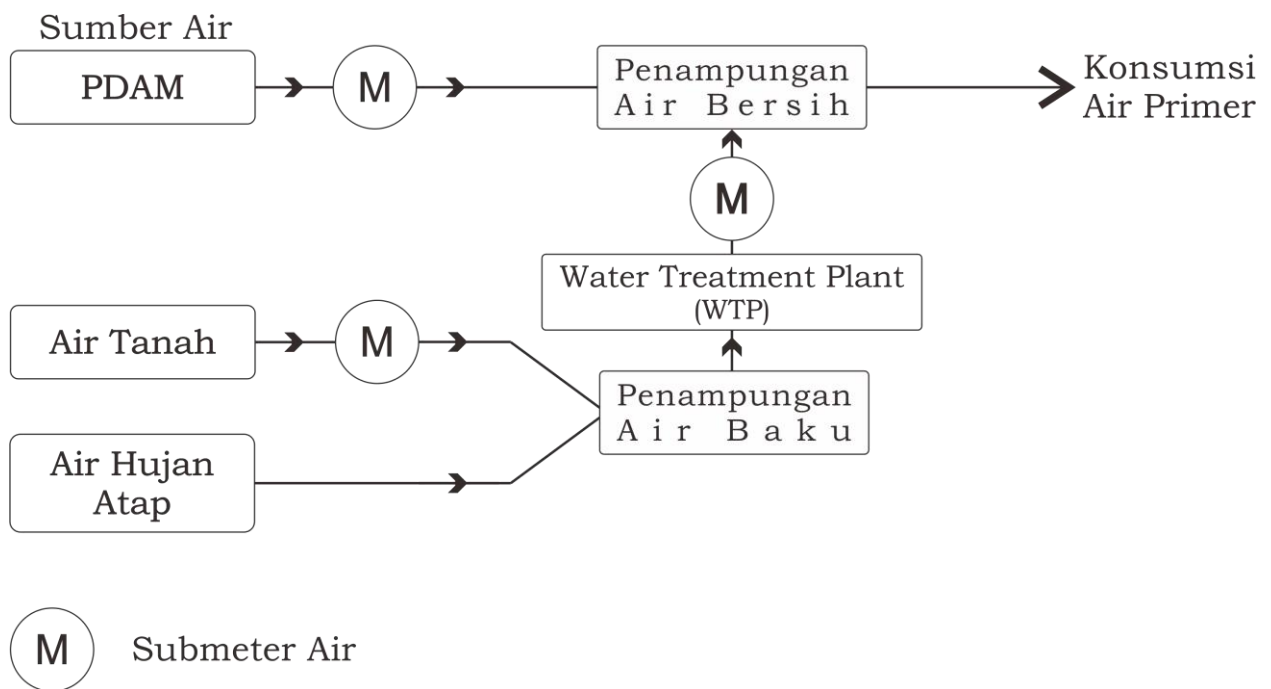 Sumber Air
PDAM
M
Penampungan
Air Bersih
Konsumsi
Air Primer
M
Water Treatment Plant
(WTP)
Air Tanah
M
Penampungan
Air Baku
Air Hujan
Atap
M
Submeter Air